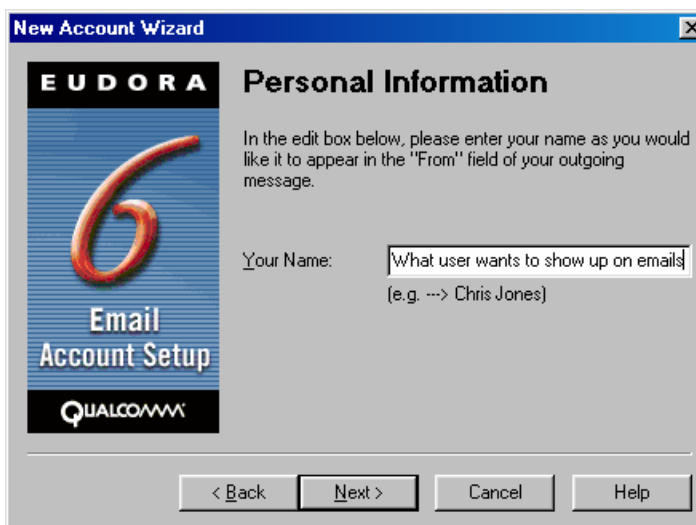 New Account Wizard
EUDORA
6
Email
Account Setup
QUALCOMM
Personal Information
In the edit box below, please enter your name as you would
like it to appear in the "From" field of your outgoing
message.
Your Name: What user wants to show up on emails
(e.g. ---> Chris Jones)
< Back Next > Cancel Help